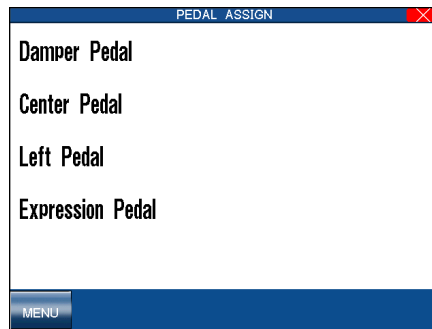 PEDAL ASSIGN
Damper Pedal
Center Pedal
Left Pedal
Expression Pedal
MENU